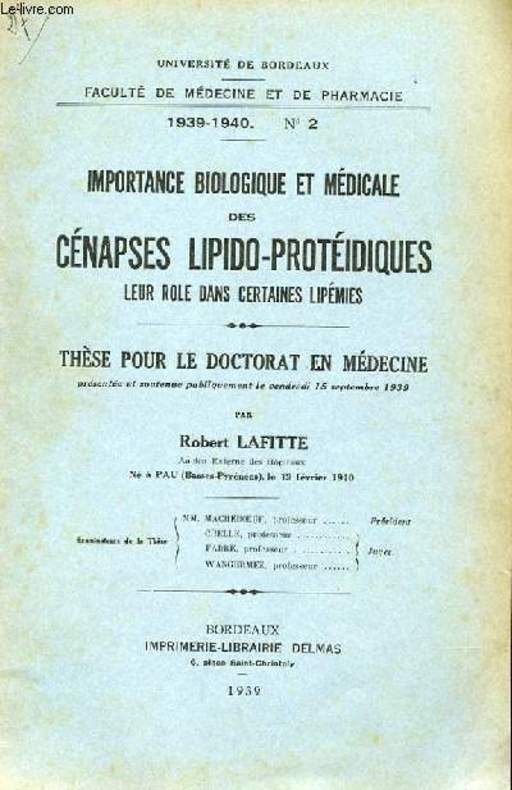 Le-livre.com
UNIVERSITÉ DE BORDEAUX
FACULTÉ DE MÉDECINE ET DE PHARMACIE
1939-1940. N° 2
IMPORTANCE BIOLOGIQUE ET MÉDICALE
DES
CÉNAPSES LIPIDO-PROTÉIDIQUES
LEUR ROLE DANS CERTAINES LIPÉMIES
THÈSE POUR LE DOCTORAT EN MÉDECINE
présentée et soutenue publiquement le vendredi 15 septembre 1939
PAR
Robert LAFITTE
Ancien Externe des Hôpitaux
Né à PAU (Basses-Pyrénées), le 12 février 1910
MM. MACHEBŒUF, professeur ...... Président
CHELLE, professeur ..........
Examinateurs de la Thèse
FABRE, professeur ........... Juges
WANGERMEZ, professeur ......
BORDEAUX
IMPRIMERIE-LIBRAIRIE DELMAS
6, place Saint-Christoly
1939